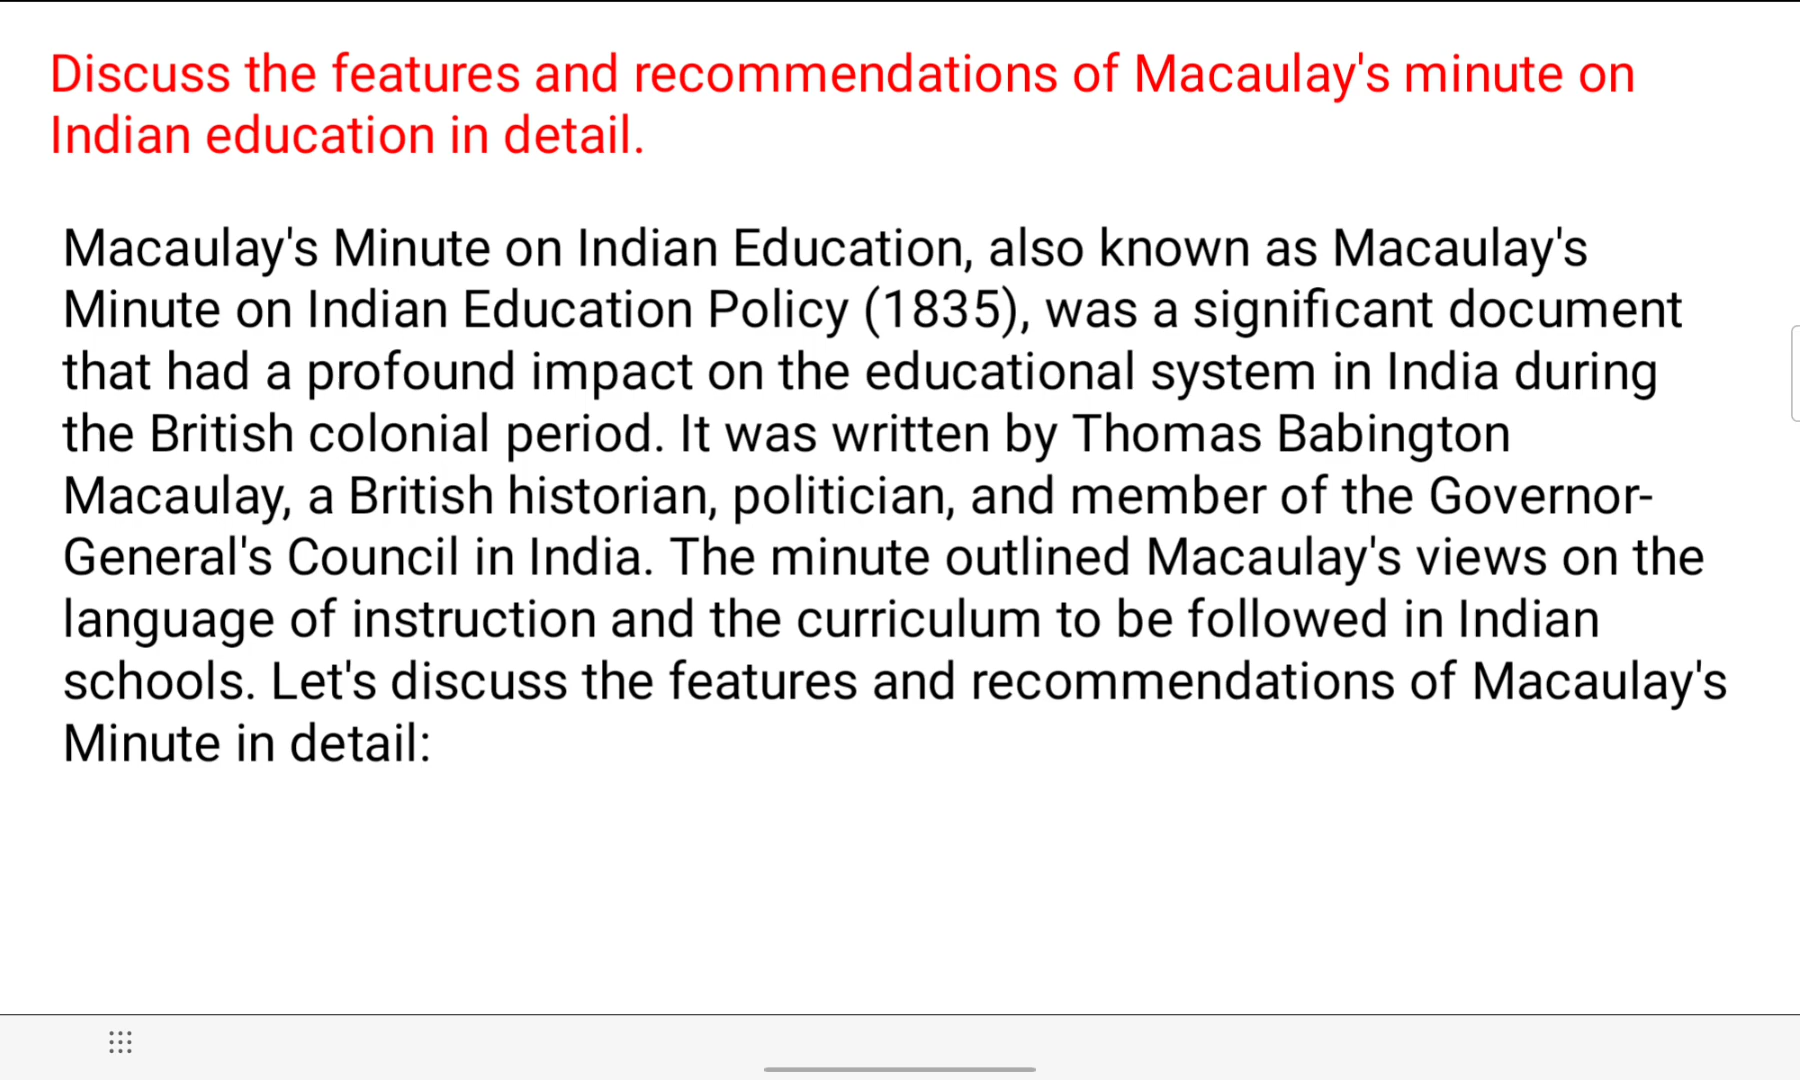 Discuss the features and recommendations of Macaulay's minute on
Indian education in detail.
Macaulay's Minute on Indian Education, also known as Macaulay's
Minute on Indian Education Policy (1835), was a significant document
that had a profound impact on the educational system in India during
the British colonial period. It was written by Thomas Babington
Macaulay, a British historian, politician, and member of the Governor-
General's Council in India. The minute outlined Macaulay's views on the
language of instruction and the curriculum to be followed in Indian
schools. Let's discuss the features and recommendations of Macaulay's
Minute in detail: